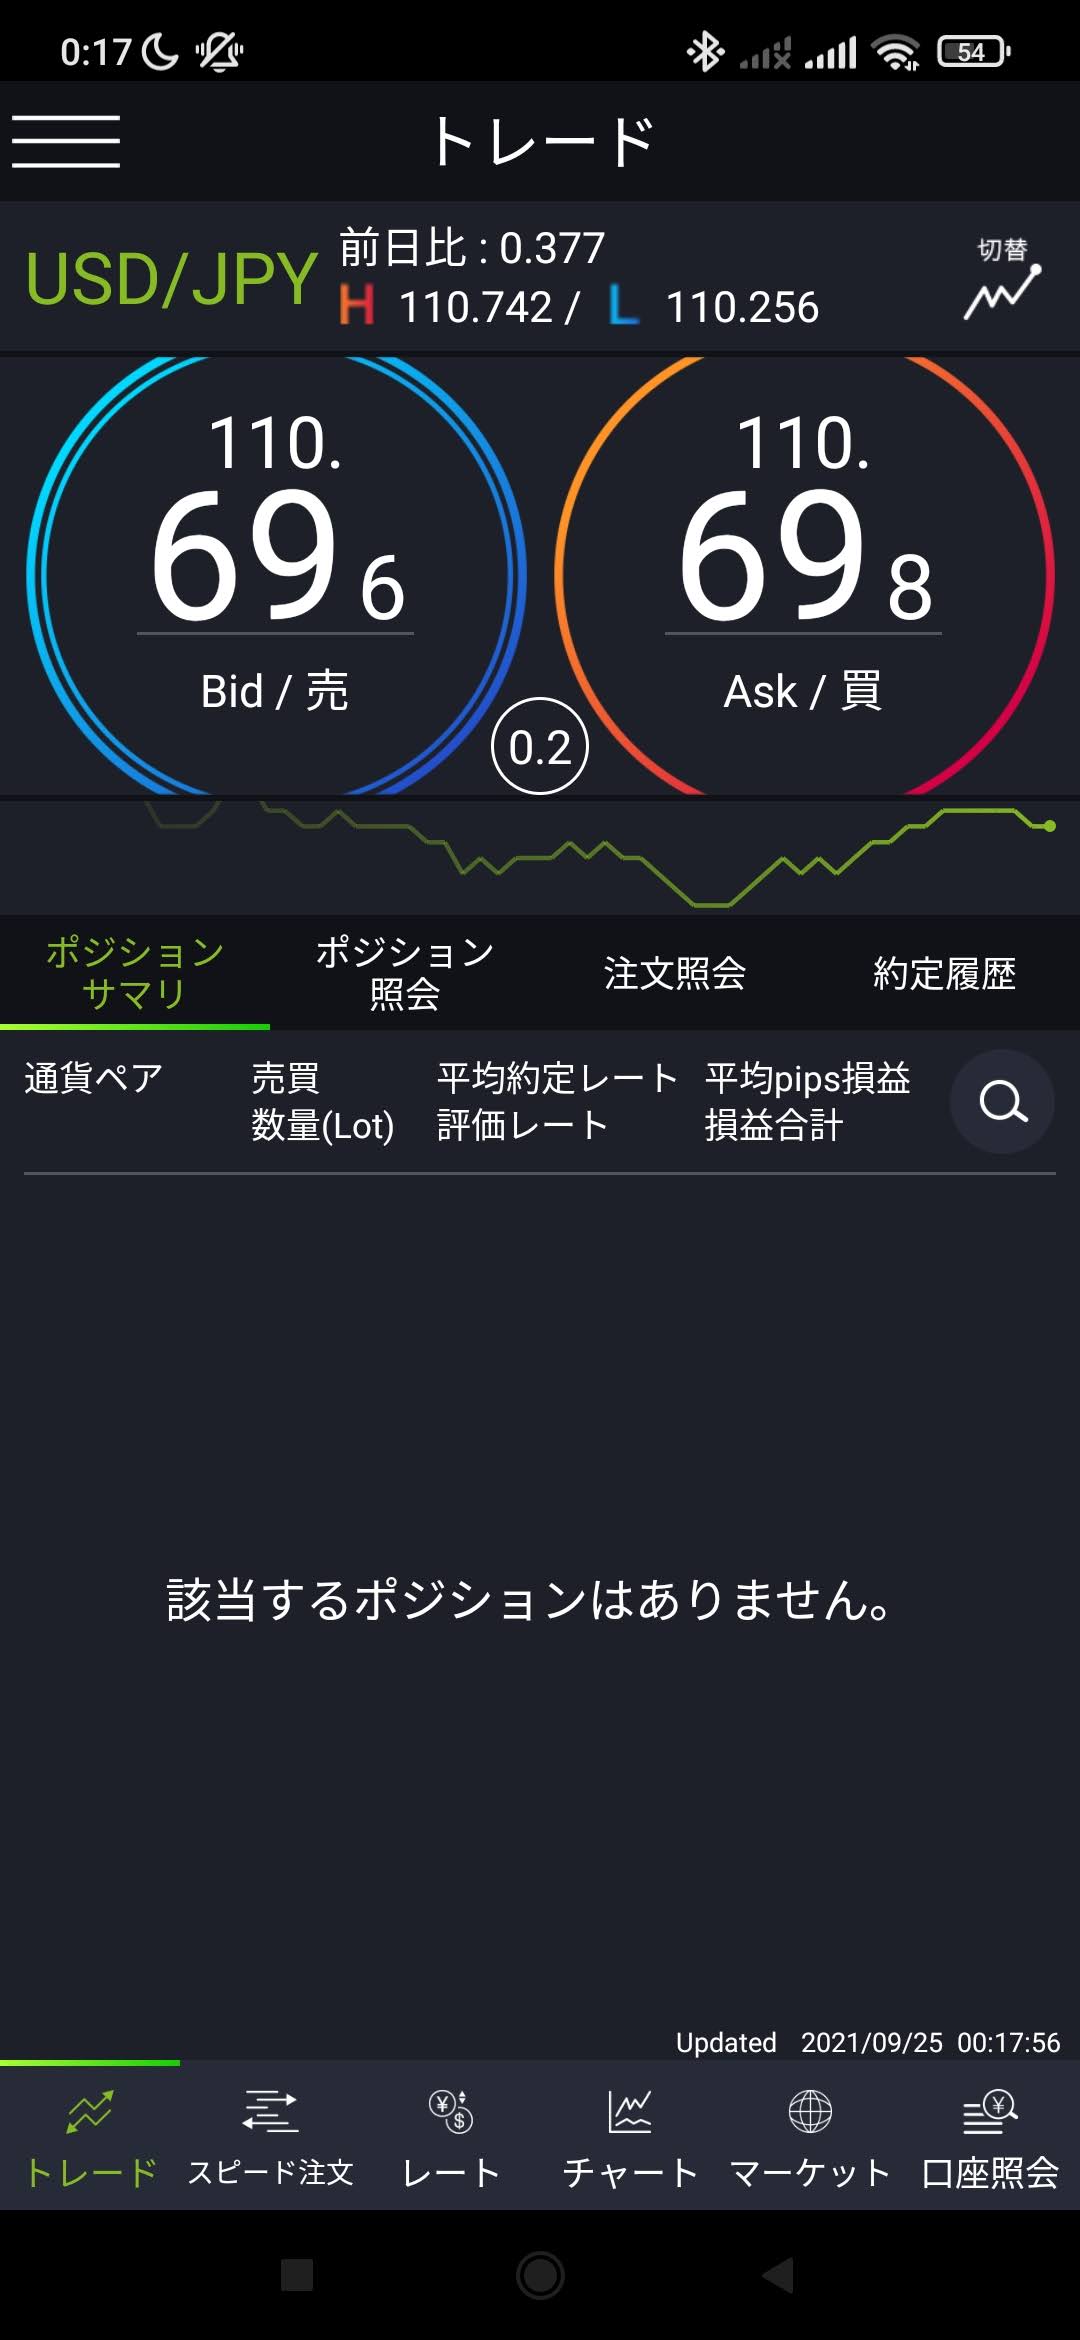 0:17
54
トレード
USD/JPY
前日比 : 0.377
H 110.742 / L 110.256
切替
110.
696
Bid / 売
110.
698
Ask / 買
0.2
ポジション
サマリ
ポジション
照会
注文照会
約定履歴
通貨ペア
売買
数量(Lot)
平均約定レート
評価レート
平均pips損益
損益合計
該当するポジションはありません。
Updated 2021/09/25 00:17:56
トレード
スピード注文
レート
チャート
マーケット
口座照会